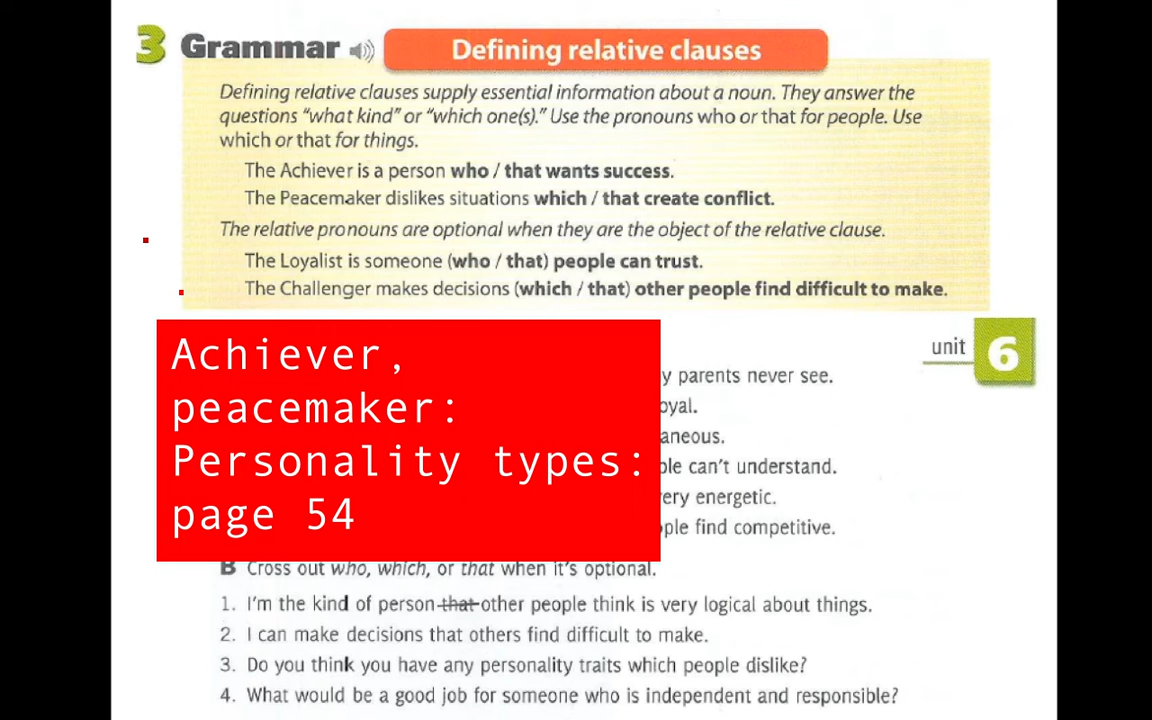 3 Grammar
Defining relative clauses
Defining relative clauses supply essential information about a noun. They answer the
questions "what kind" or "which one(s)." Use the pronouns who or that for people. Use
which or that for things.
The Achiever is a person who / that wants success.
The Peacemaker dislikes situations which / that create conflict.
The relative pronouns are optional when they are the object of the relative clause.
The Loyalist is someone (who / that) people can trust.
The Challenger makes decisions (which / that) other people find difficult to make.
unit 6
Achiever,
peacemaker:
Personality types:
page 54
y parents never see.
oyal.
aneous.
ple can't understand.
ery energetic.
ple find competitive.
B Cross out who, which, or that when it's optional.
1. I'm the kind of person that other people think is very logical about things.
2. I can make decisions that others find difficult to make.
3. Do you think you have any personality traits which people dislike?
4. What would be a good job for someone who is independent and responsible?